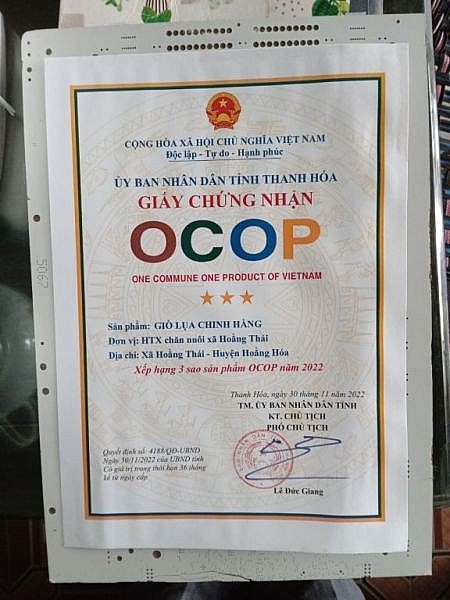 CỘNG HÒA XÃ HỘI CHỦ NGHĨA VIỆT NAM
Độc lập - Tự do - Hạnh phúc
ỦY BAN NHÂN DÂN TỈNH THANH HÓA
GIẤY CHỨNG NHẬN
OCOP
ONE COMMUNE ONE PRODUCT OF VIETNAM
Sản phẩm: GIÒ LỤA CHINH HẰNG
Đơn vị: HTX chăn nuôi xã Hoằng Thái
Địa chỉ: Xã Hoằng Thái - Huyện Hoằng Hóa
Xếp hạng 3 sao sản phẩm OCOP năm 2022
Thanh Hóa, ngày 30 tháng 11 năm 2022
TM. ỦY BAN NHÂN DÂN TỈNH
KT. CHỦ TỊCH
PHÓ CHỦ TỊCH
Quyết định số: 4188/QĐ-UBND
Ngày 30/11/2022 của UBND tỉnh
Có giá trị trong thời hạn 36 tháng
kể từ ngày cấp
Lê Đức Giang
5067